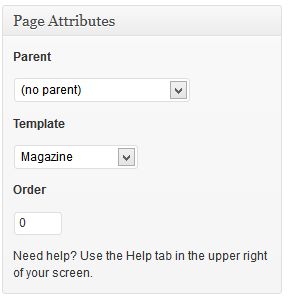 Page Attributes
Parent
(no parent)
Template
Magazine
Order
0
Need help? Use the Help tab in the upper right
of your screen.